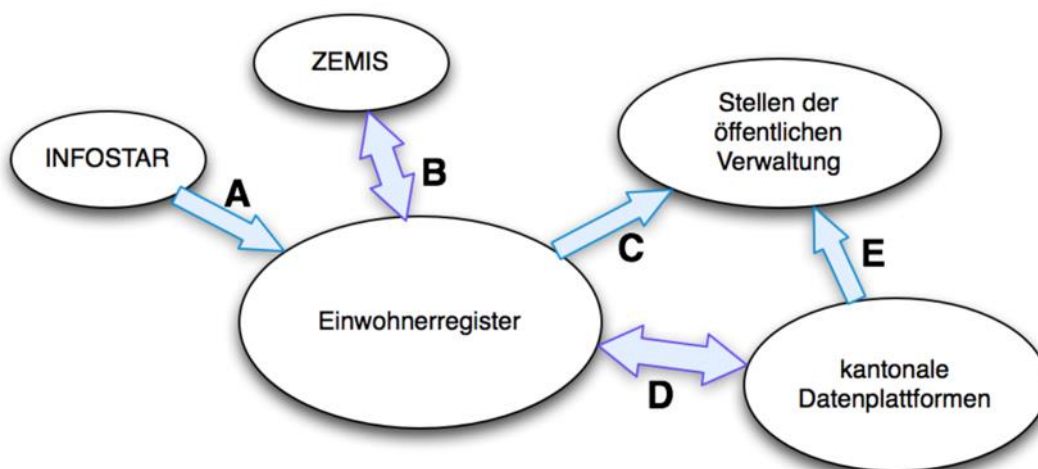 ZEMIS
INFOSTAR
Stellen der
öffentlichen
Verwaltung
A
B
C
E
Einwohnerregister
D
kantonale
Datenplattformen